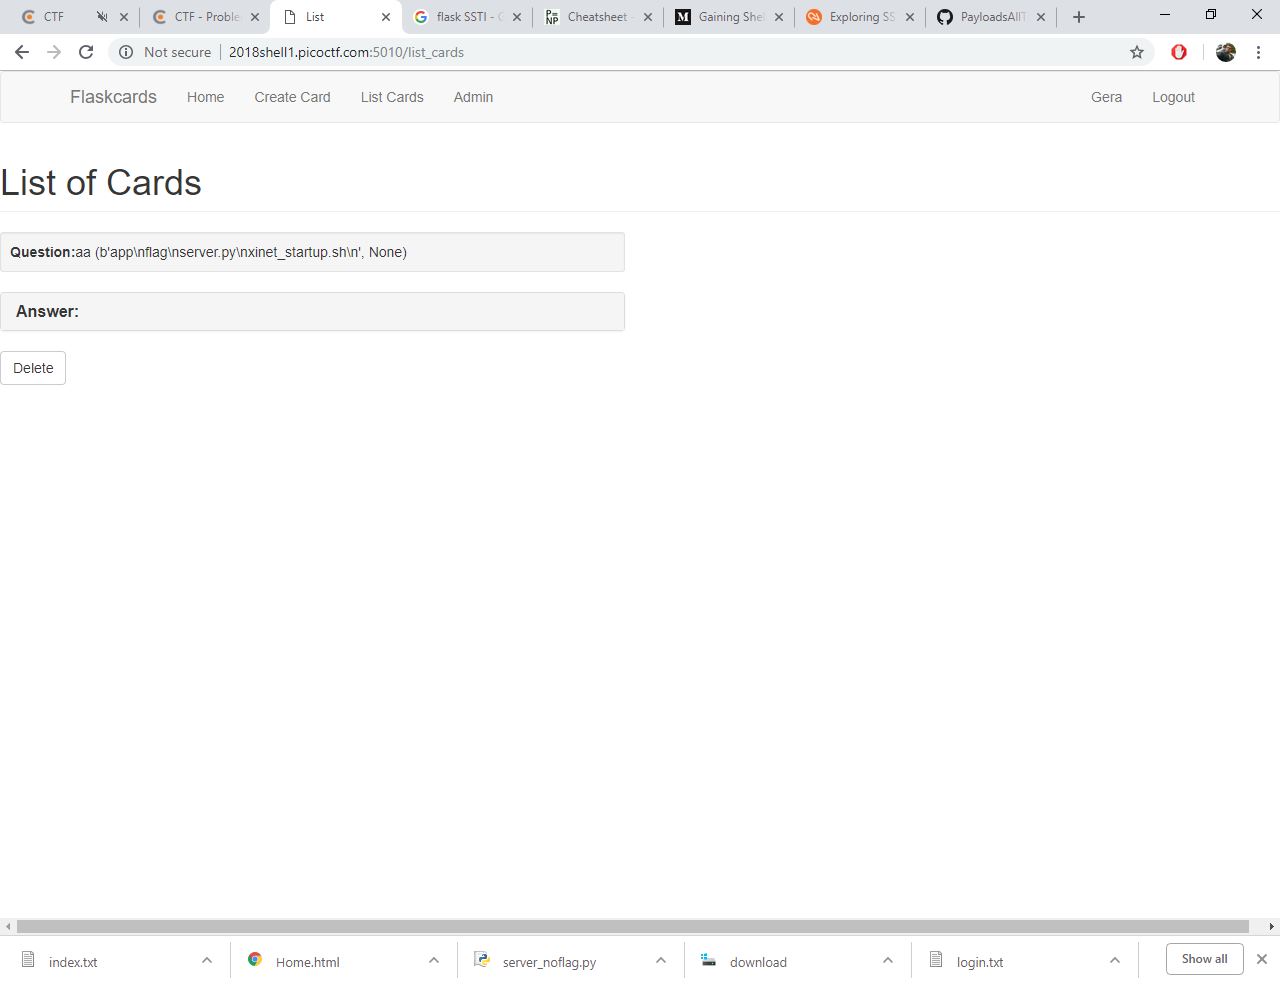 CTF
CTF - Proble
List
flask SSTI - G
Cheatsheet -
Gaining She
Exploring SS
PayloadsAllT
Not secure
2018shell1.picoctf.com:5010/list_cards
Flaskcards
Home
Create Card
List Cards
Admin
Gera
Logout
List of Cards
Question:aa (b'app\nflag\nserver.py\nxinet_startup.sh\n', None)
Answer:
Delete
index.txt
Home.html
server_noflag.py
download
login.txt
Show all